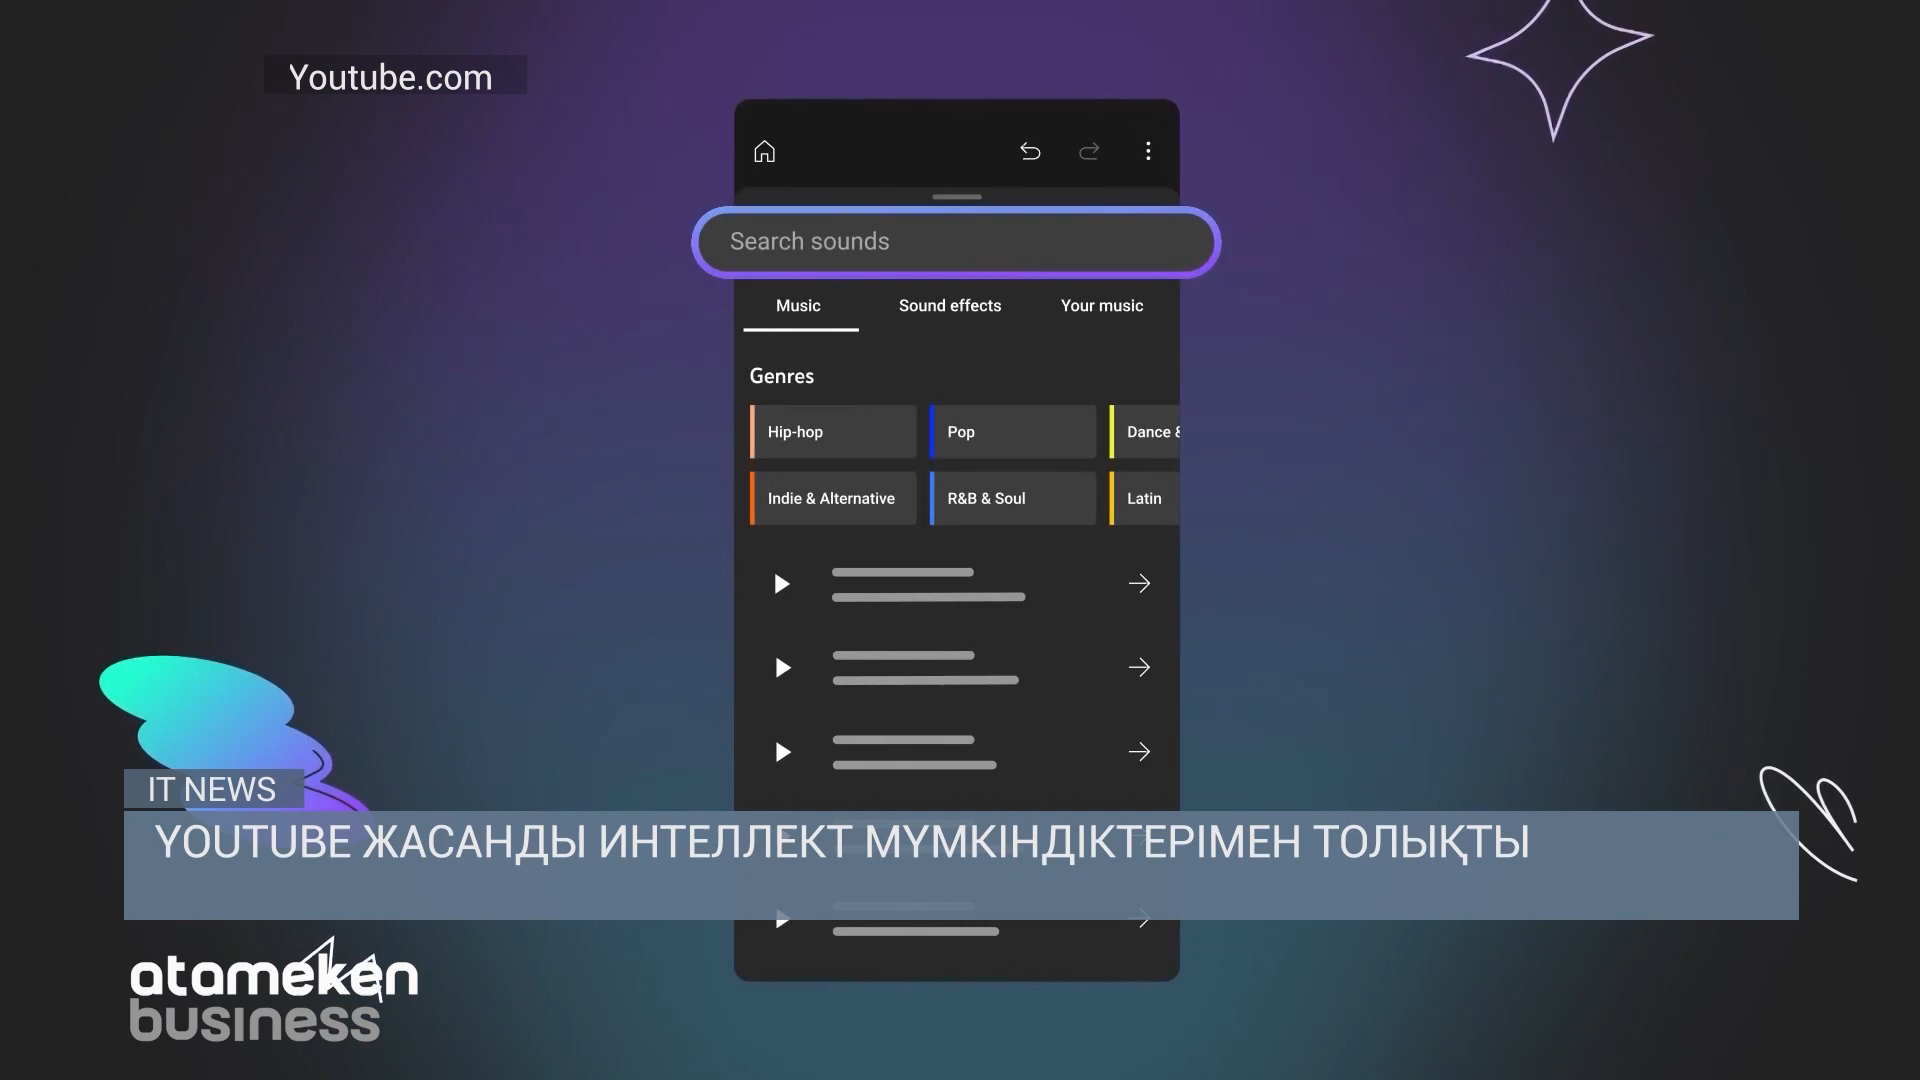 Youtube.com
Search sounds
Music Sound effects Your music
Genres
Hip-hop Pop Dance &
Indie & Alternative R&B & Soul Latin
IT NEWS
YOUTUBE ЖАСАНДЫ ИНТЕЛЛЕКТ МҮМКІНДІКТЕРІМЕН ТОЛЫҚТЫ
atameken
business